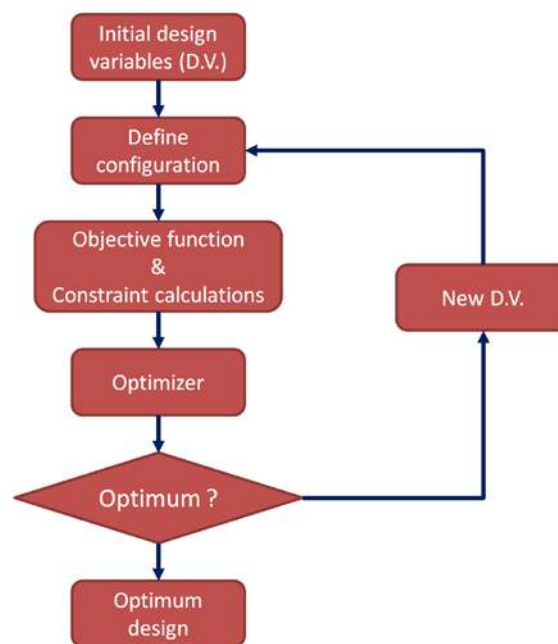 Initial design
variables (D.V.)
Define
configuration
Objective function
&
Constraint calculations
New D.V.
Optimizer
Optimum ?
Optimum
design